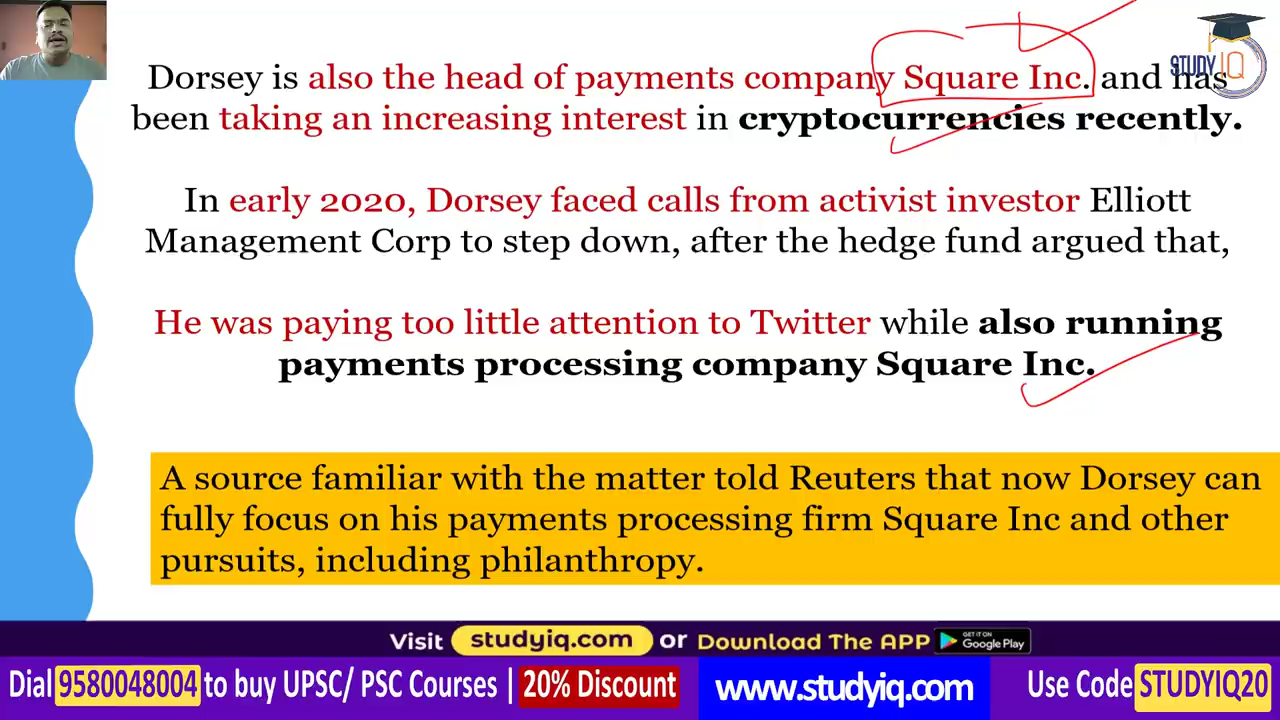 Dorsey is also the head of payments company Square Inc. and has
been taking an increasing interest in cryptocurrencies recently.
In early 2020, Dorsey faced calls from activist investor Elliott
Management Corp to step down, after the hedge fund argued that,
He was paying too little attention to Twitter while also running
payments processing company Square Inc.
A source familiar with the matter told Reuters that now Dorsey can
fully focus on his payments processing firm Square Inc and other
pursuits, including philanthropy.
STUDY IQ
Visit studyiq.com or Download The APP GET IT ON Google Play
Dial 9580048004 to buy UPSC/ PSC Courses | 20% Discount www.studyiq.com Use Code STUDYIQ20